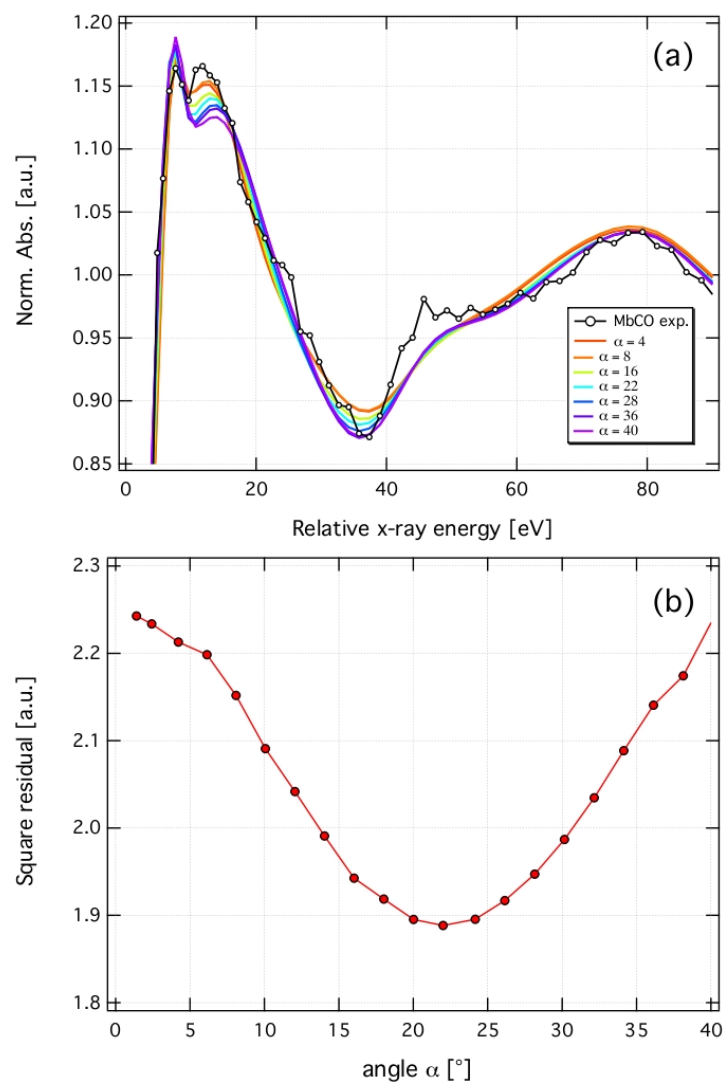 (a)
1.20
1.15
1.10
1.05
1.00
0.95
0.90
0.85
Norm. Abs. [a.u.]
MbCO exp.
α = 4
α = 8
α = 16
α = 22
α = 28
α = 36
α = 40
0 20 40 60 80
Relative x-ray energy [eV]
(b)
2.3
2.2
2.1
2.0
1.9
1.8
Square residual [a.u.]
0 5 10 15 20 25 30 35 40
angle α [°]